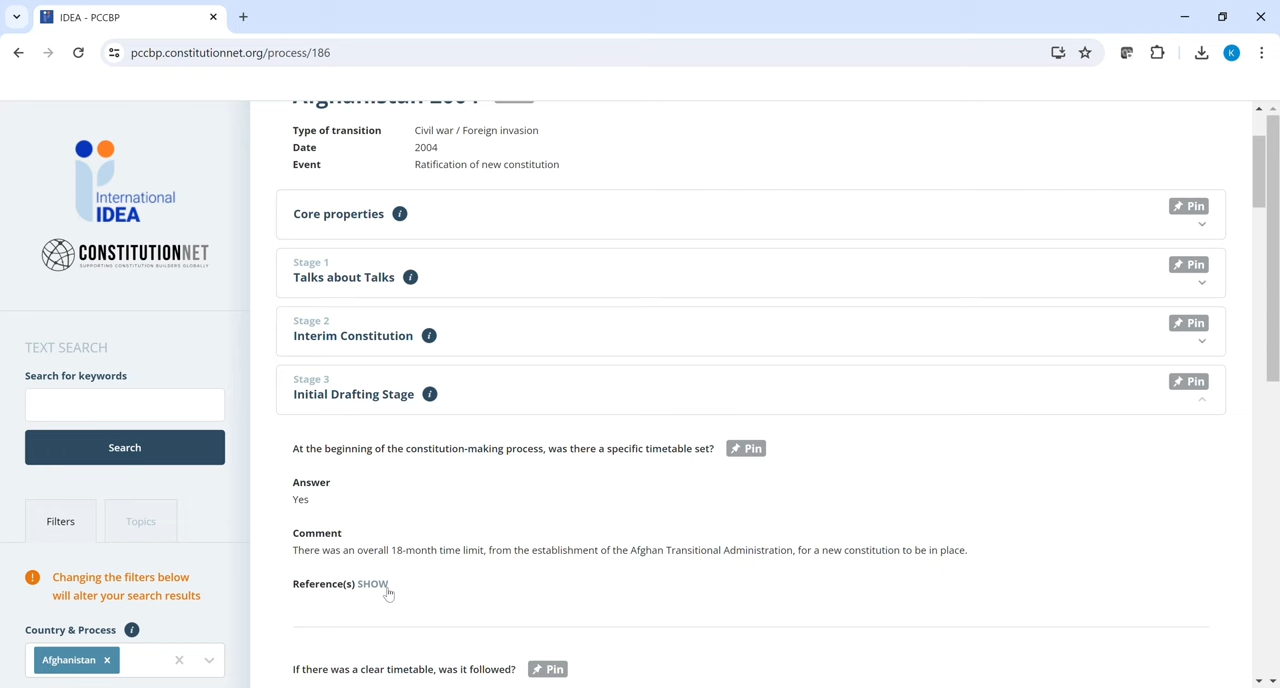 IDEA - PCCBP
pccbp.constitutionnet.org/process/186
K
International
IDEA
CONSTITUTIONNET
SUPPORTING CONSTITUTION BUILDERS GLOBALLY
TEXT SEARCH
Search for keywords
Search
Filters
Topics
Changing the filters below
will alter your search results
Country & Process
Afghanistan
Afghanistan 2004
Type of transition Civil war / Foreign invasion
Date 2004
Event Ratification of new constitution
Core properties
Pin
Stage 1
Talks about Talks
Pin
Stage 2
Interim Constitution
Pin
Stage 3
Initial Drafting Stage
Pin
At the beginning of the constitution-making process, was there a specific timetable set? Pin
Answer
Yes
Comment
There was an overall 18-month time limit, from the establishment of the Afghan Transitional Administration, for a new constitution to be in place.
Reference(s) SHOW
If there was a clear timetable, was it followed? Pin